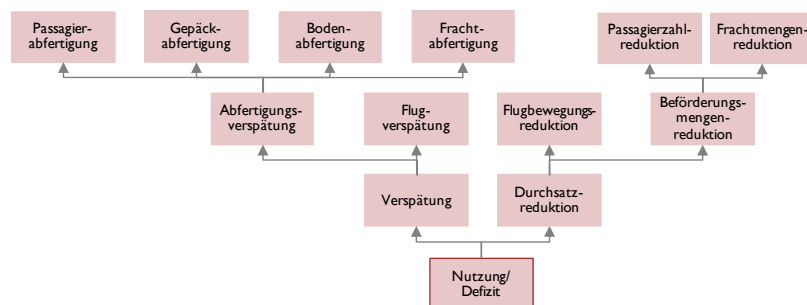 Passagier-
abfertigung
Gepäck-
abfertigung
Boden-
abfertigung
Fracht-
abfertigung
Passagierzahl-
reduktion
Frachtmengen-
reduktion
Abfertigungs-
verspätung
Flug-
verspätung
Flugbewegungs-
reduktion
Beförderungs-
mengen-
reduktion
Verspätung
Durchsatz-
reduktion
Nutzung/
Defizit